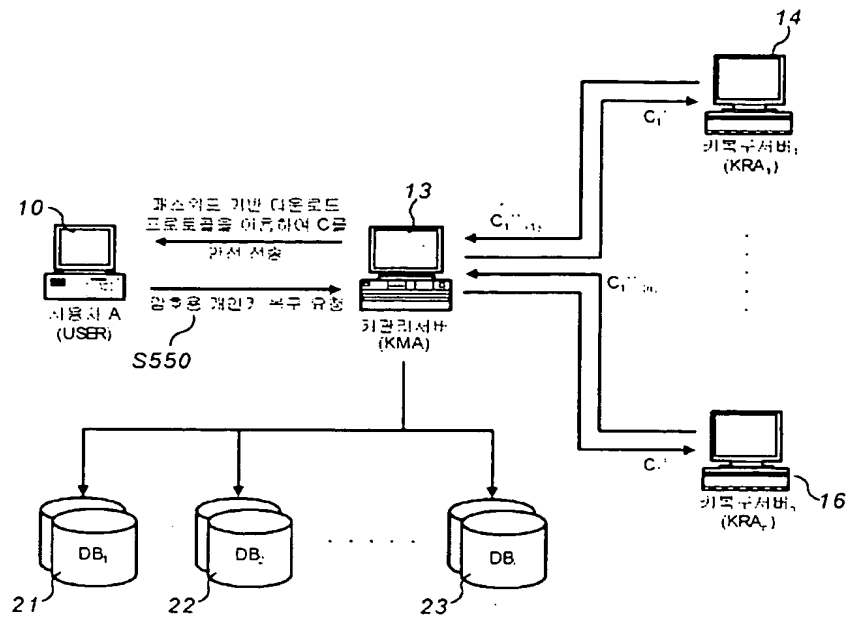 14
C₁'
키복구서버₁
(KRA₁)
10
패스워드 기반 다운로드
프로토콜을 이용하여 C를
안전 전송
암호용 개인키 복구 요청
사용자 A
(USER)
S550
13
키관리서버
(KMA)
16
키복구서버
DB₁
DB₂
DB
21
22
23